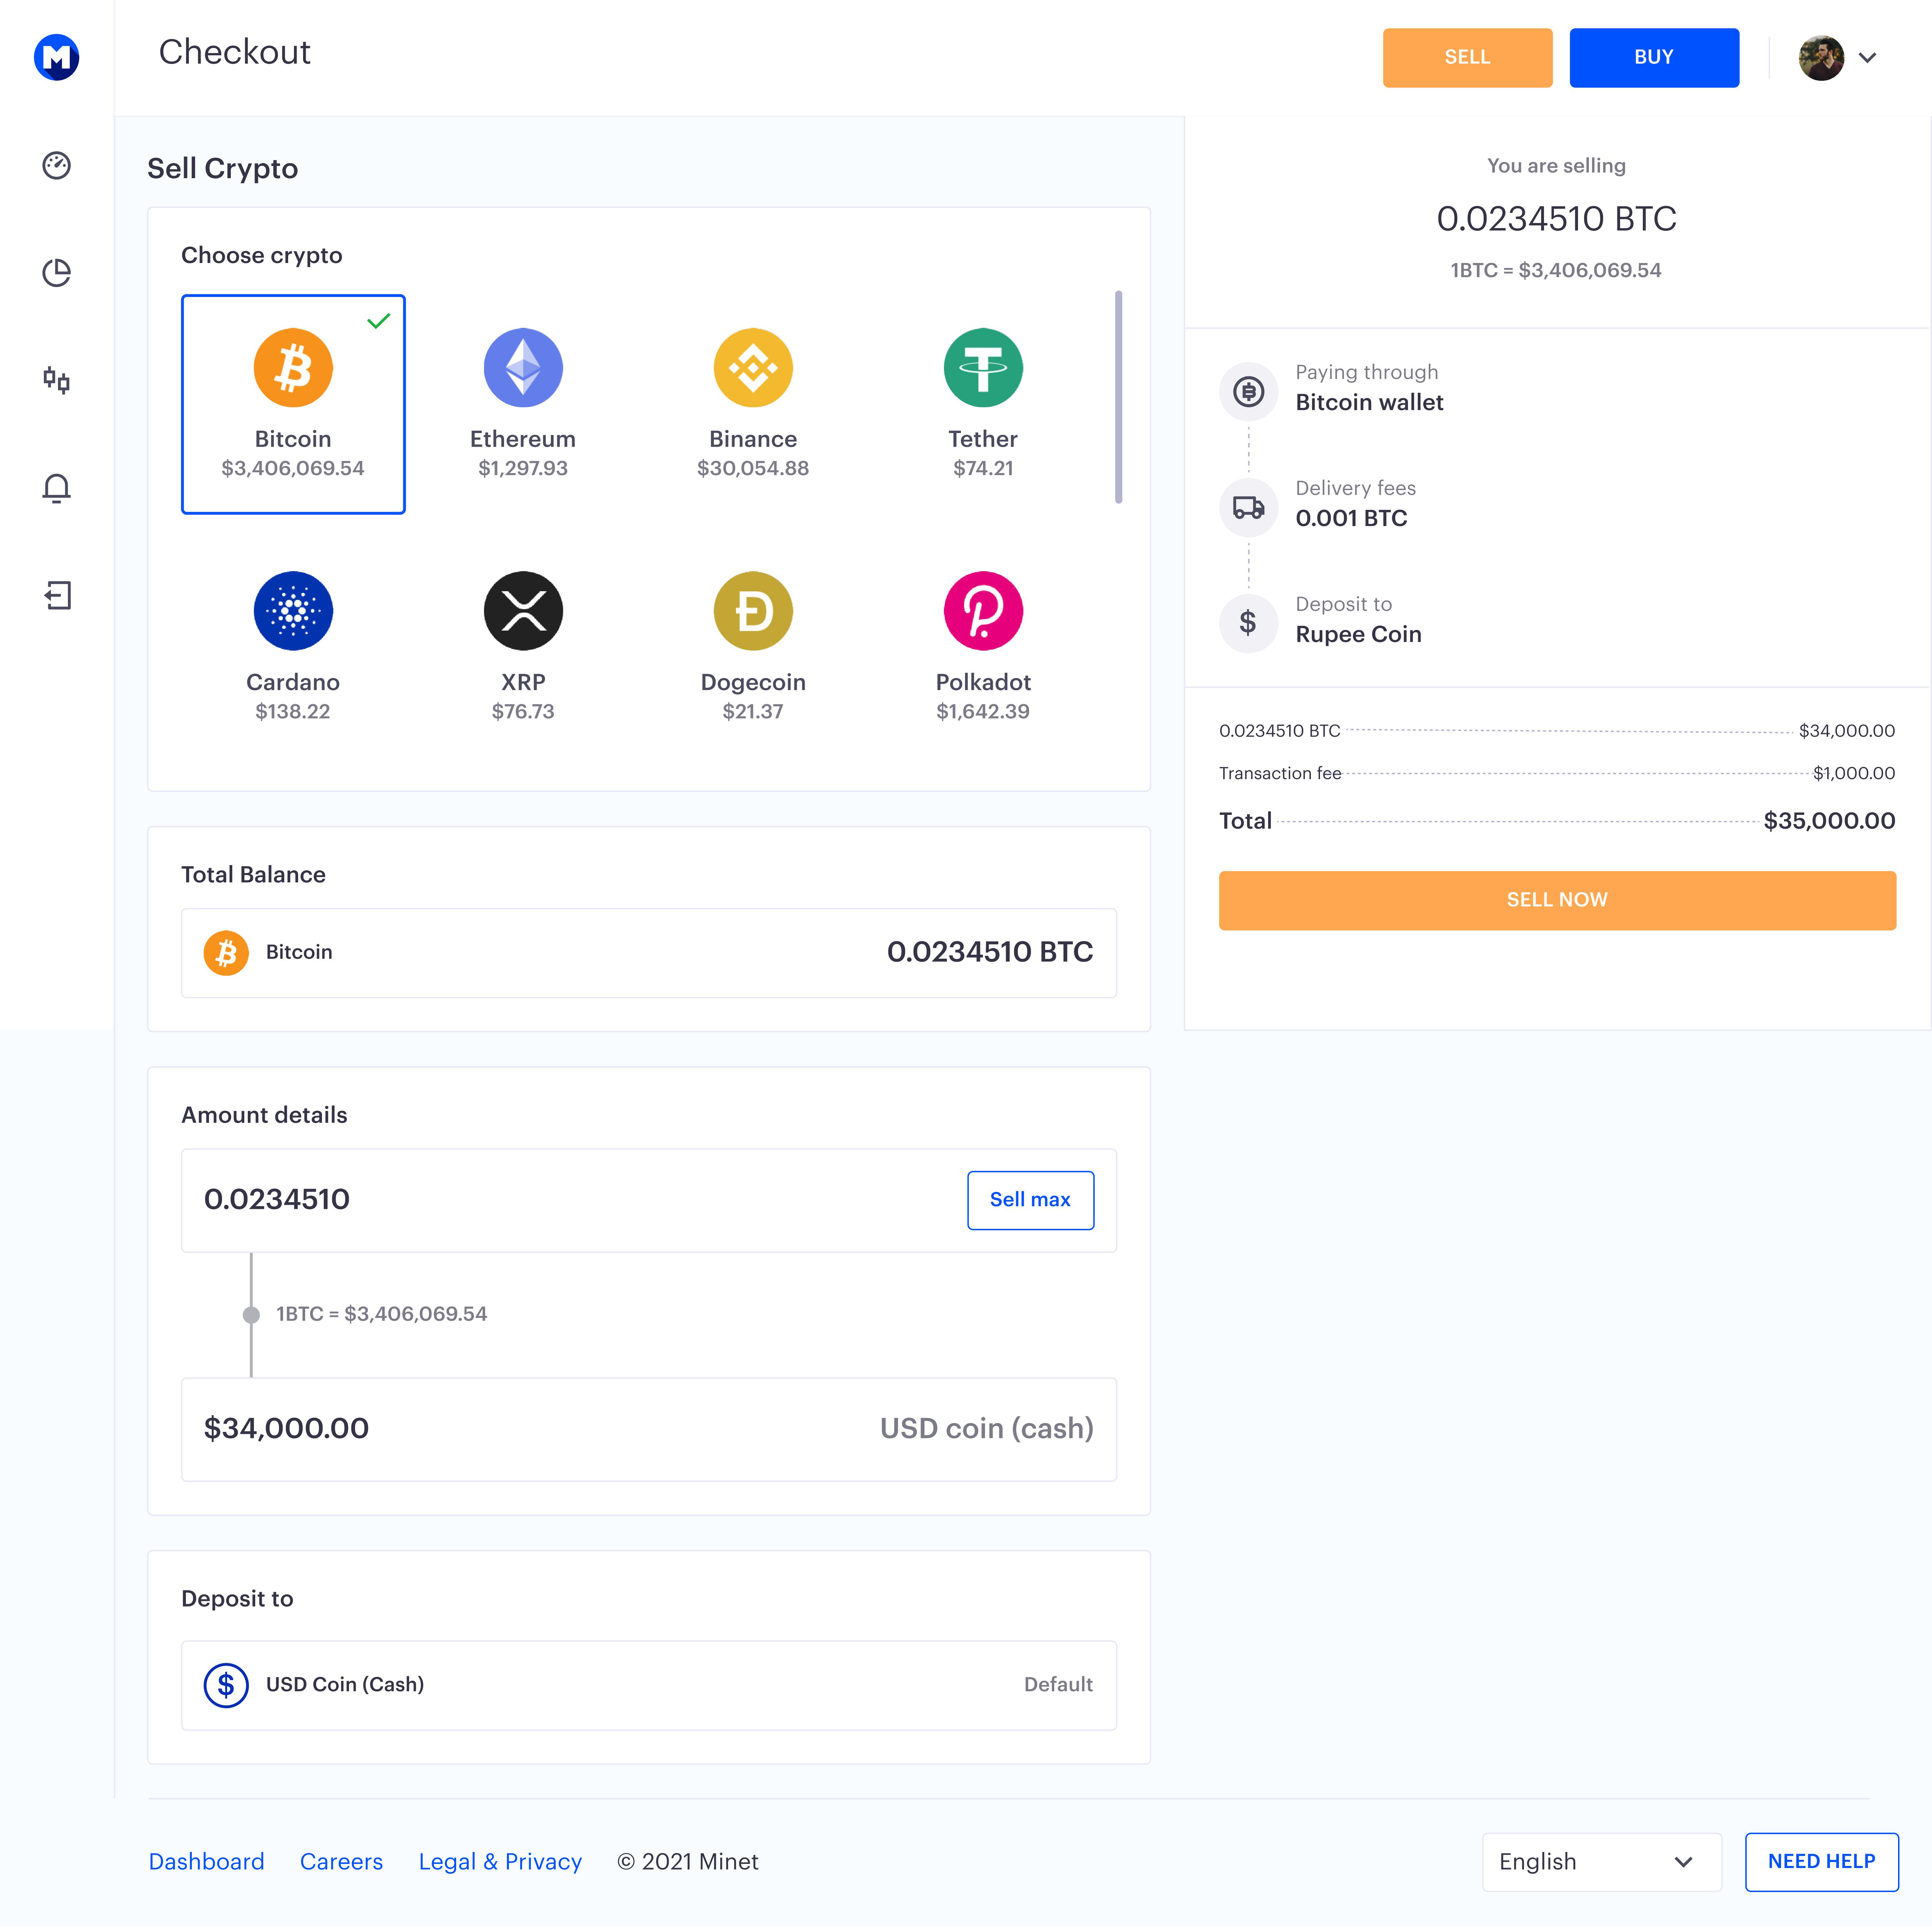 M
Checkout
SELL
BUY
Sell Crypto
Choose crypto
Bitcoin
$3,406,069.54
Ethereum
$1,297.93
Binance
$30,054.88
Tether
$74.21
Cardano
$138.22
XRP
$76.73
Dogecoin
$21.37
Polkadot
$1,642.39
Total Balance
Bitcoin
0.0234510 BTC
Amount details
0.0234510
Sell max
1BTC = $3,406,069.54
$34,000.00
USD coin (cash)
Deposit to
$
USD Coin (Cash)
Default
You are selling
0.0234510 BTC
1BTC = $3,406,069.54
Paying through
Bitcoin wallet
Delivery fees
0.001 BTC
$
Deposit to
Rupee Coin
0.0234510 BTC
$34,000.00
Transaction fee
$1,000.00
Total
$35,000.00
SELL NOW
Dashboard
Careers
Legal & Privacy
© 2021 Minet
English
NEED HELP